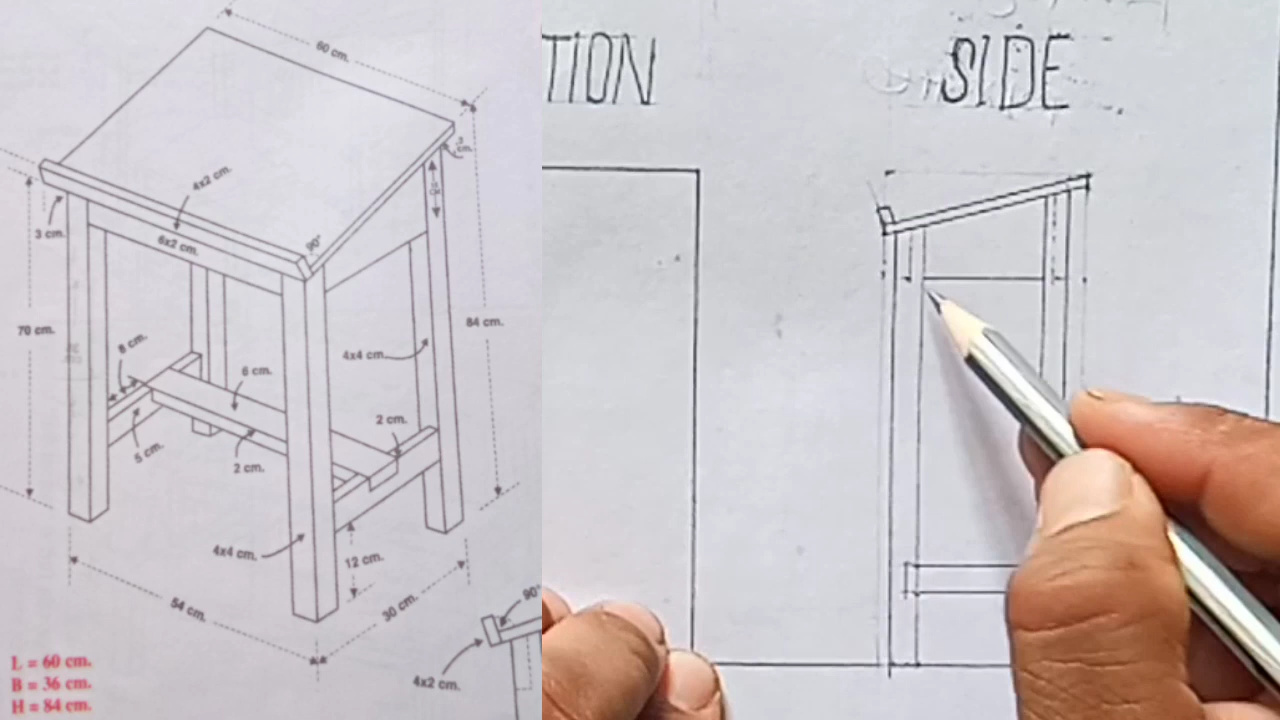 60 cm.
3 cm.
4x2 cm.
6x2 cm.
90°
3 cm.
70 cm.
84 cm.
8 cm.
6 cm.
4x4 cm.
2 cm.
5 cm.
2 cm.
4x4 cm.
12 cm.
54 cm.
30 cm.
90°
4x2 cm.
L = 60 cm.
B = 36 cm.
H = 84 cm.
TION
SIDE